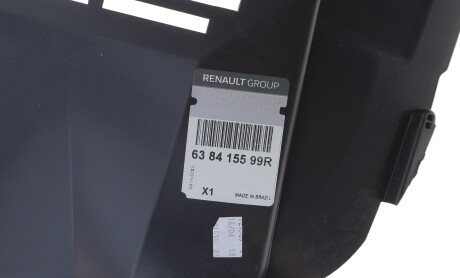 RENAULT GROUP
63 84 155 99R
X1
MADE IN BRAZIL